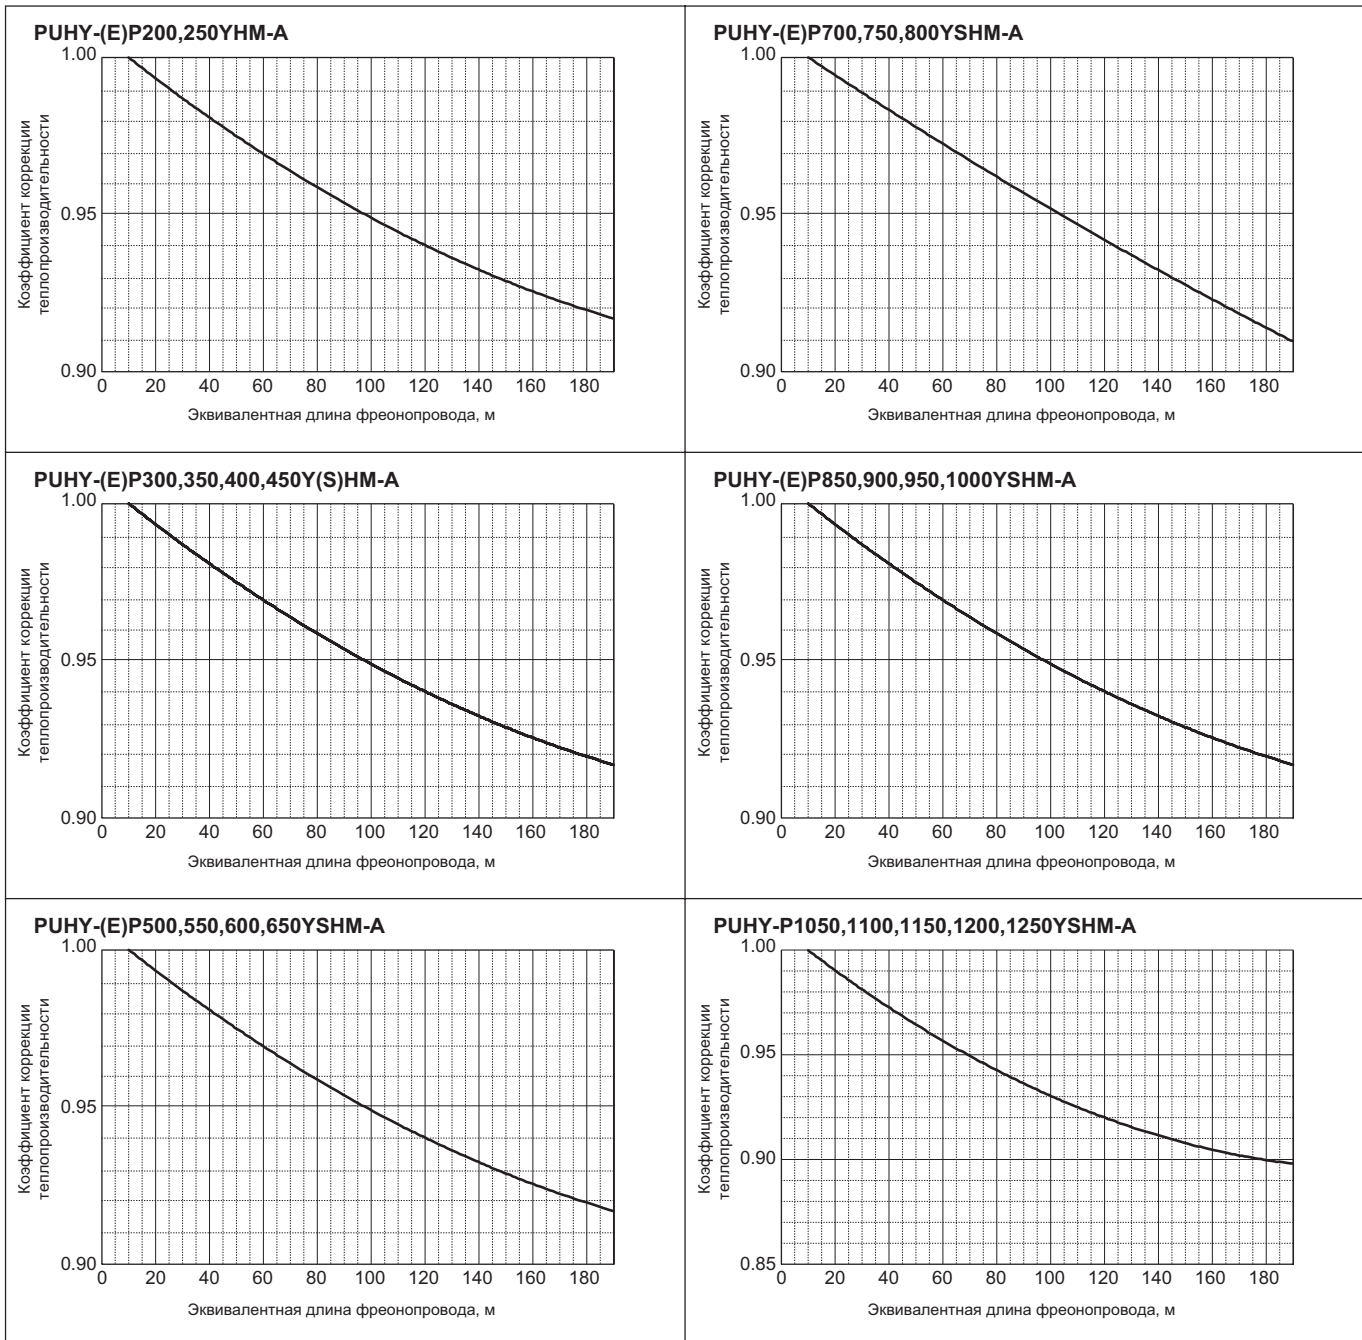 PUHY-(E)P200,250YHM-A
Коэффициент коррекции
теплопроизводительности
1.00
0.95
0.90
0 20 40 60 80 100 120 140 160 180
Эквивалентная длина фреонопровода, м
PUHY-(E)P700,750,800YSHM-A
Коэффициент коррекции
теплопроизводительности
1.00
0.95
0.90
0 20 40 60 80 100 120 140 160 180
Эквивалентная длина фреонопровода, м
PUHY-(E)P300,350,400,450Y(S)HM-A
Коэффициент коррекции
теплопроизводительности
1.00
0.95
0.90
0 20 40 60 80 100 120 140 160 180
Эквивалентная длина фреонопровода, м
PUHY-(E)P850,900,950,1000YSHM-A
Коэффициент коррекции
теплопроизводительности
1.00
0.95
0.90
0 20 40 60 80 100 120 140 160 180
Эквивалентная длина фреонопровода, м
PUHY-(E)P500,550,600,650YSHM-A
Коэффициент коррекции
теплопроизводительности
1.00
0.95
0.90
0 20 40 60 80 100 120 140 160 180
Эквивалентная длина фреонопровода, м
PUHY-P1050,1100,1150,1200,1250YSHM-A
Коэффициент коррекции
теплопроизводительности
1.00
0.95
0.90
0.85
0 20 40 60 80 100 120 140 160 180
Эквивалентная длина фреонопровода, м